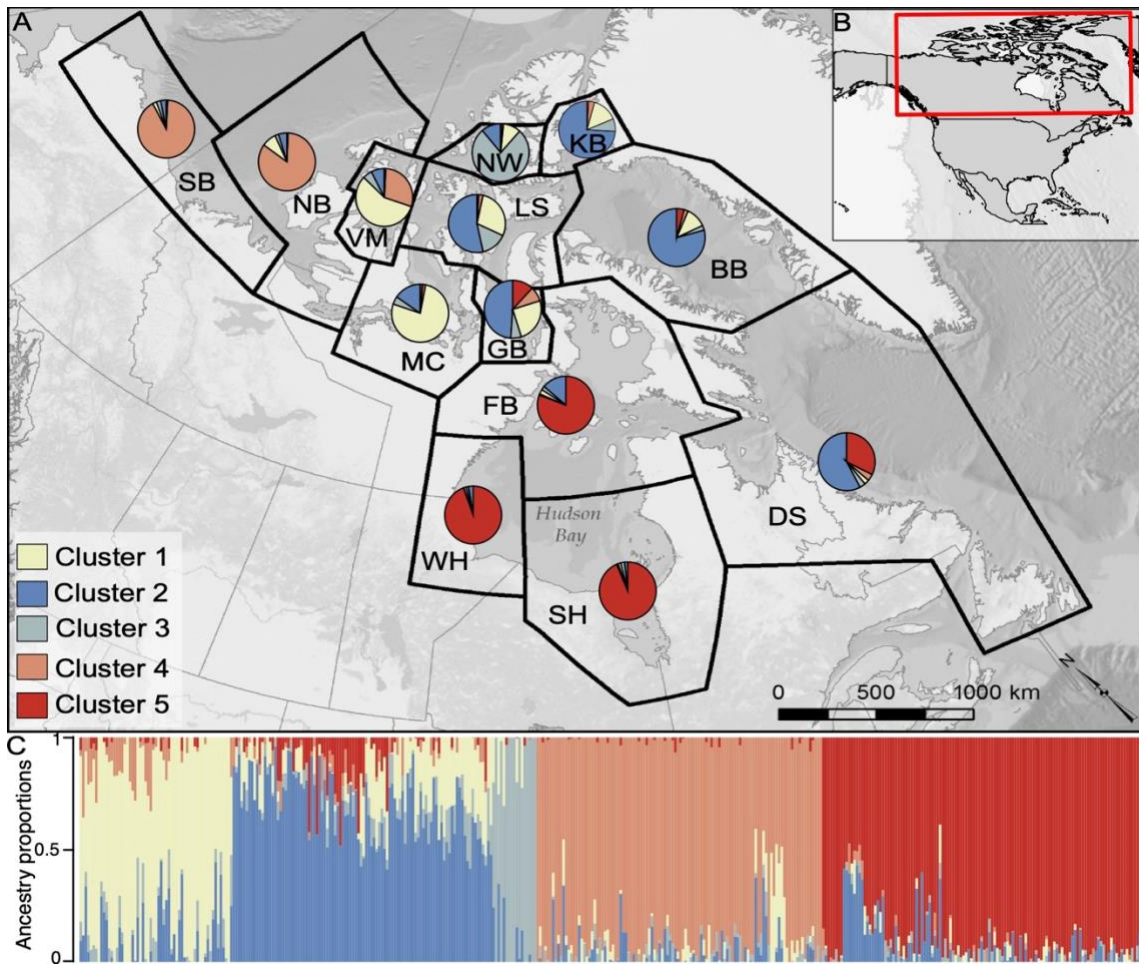 A
B
SB
NB
VM
NW
KB
LS
BB
MC
GB
FB
DS
WH
Hudson
Bay
SH
Cluster 1
Cluster 2
Cluster 3
Cluster 4
Cluster 5
0 500 1000 km
N
C
Ancestry proportions
1
0.5
0